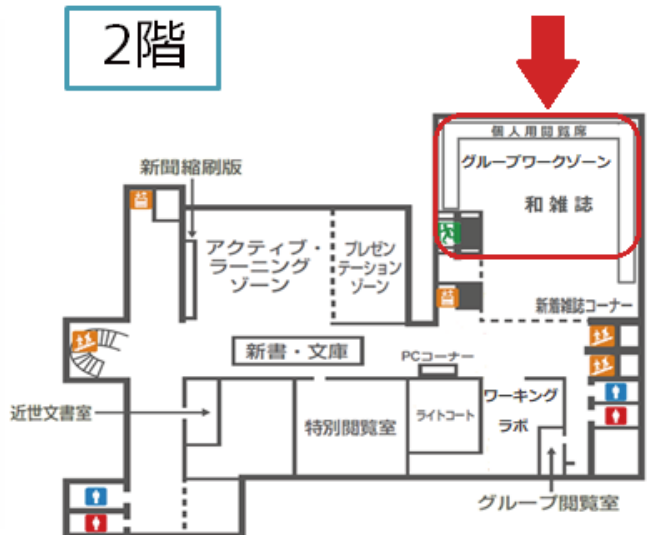 2階
個人用閲覧席
グループワークゾーン
和雑誌
新聞縮刷版
アクティブ・
ラーニング
ゾーン
プレゼン
テーション
ゾーン
新着雑誌コーナー
新書・文庫
PCコーナー
近世文書室
特別閲覧室
ライトコート
ワーキング
ラボ
グループ閲覧室